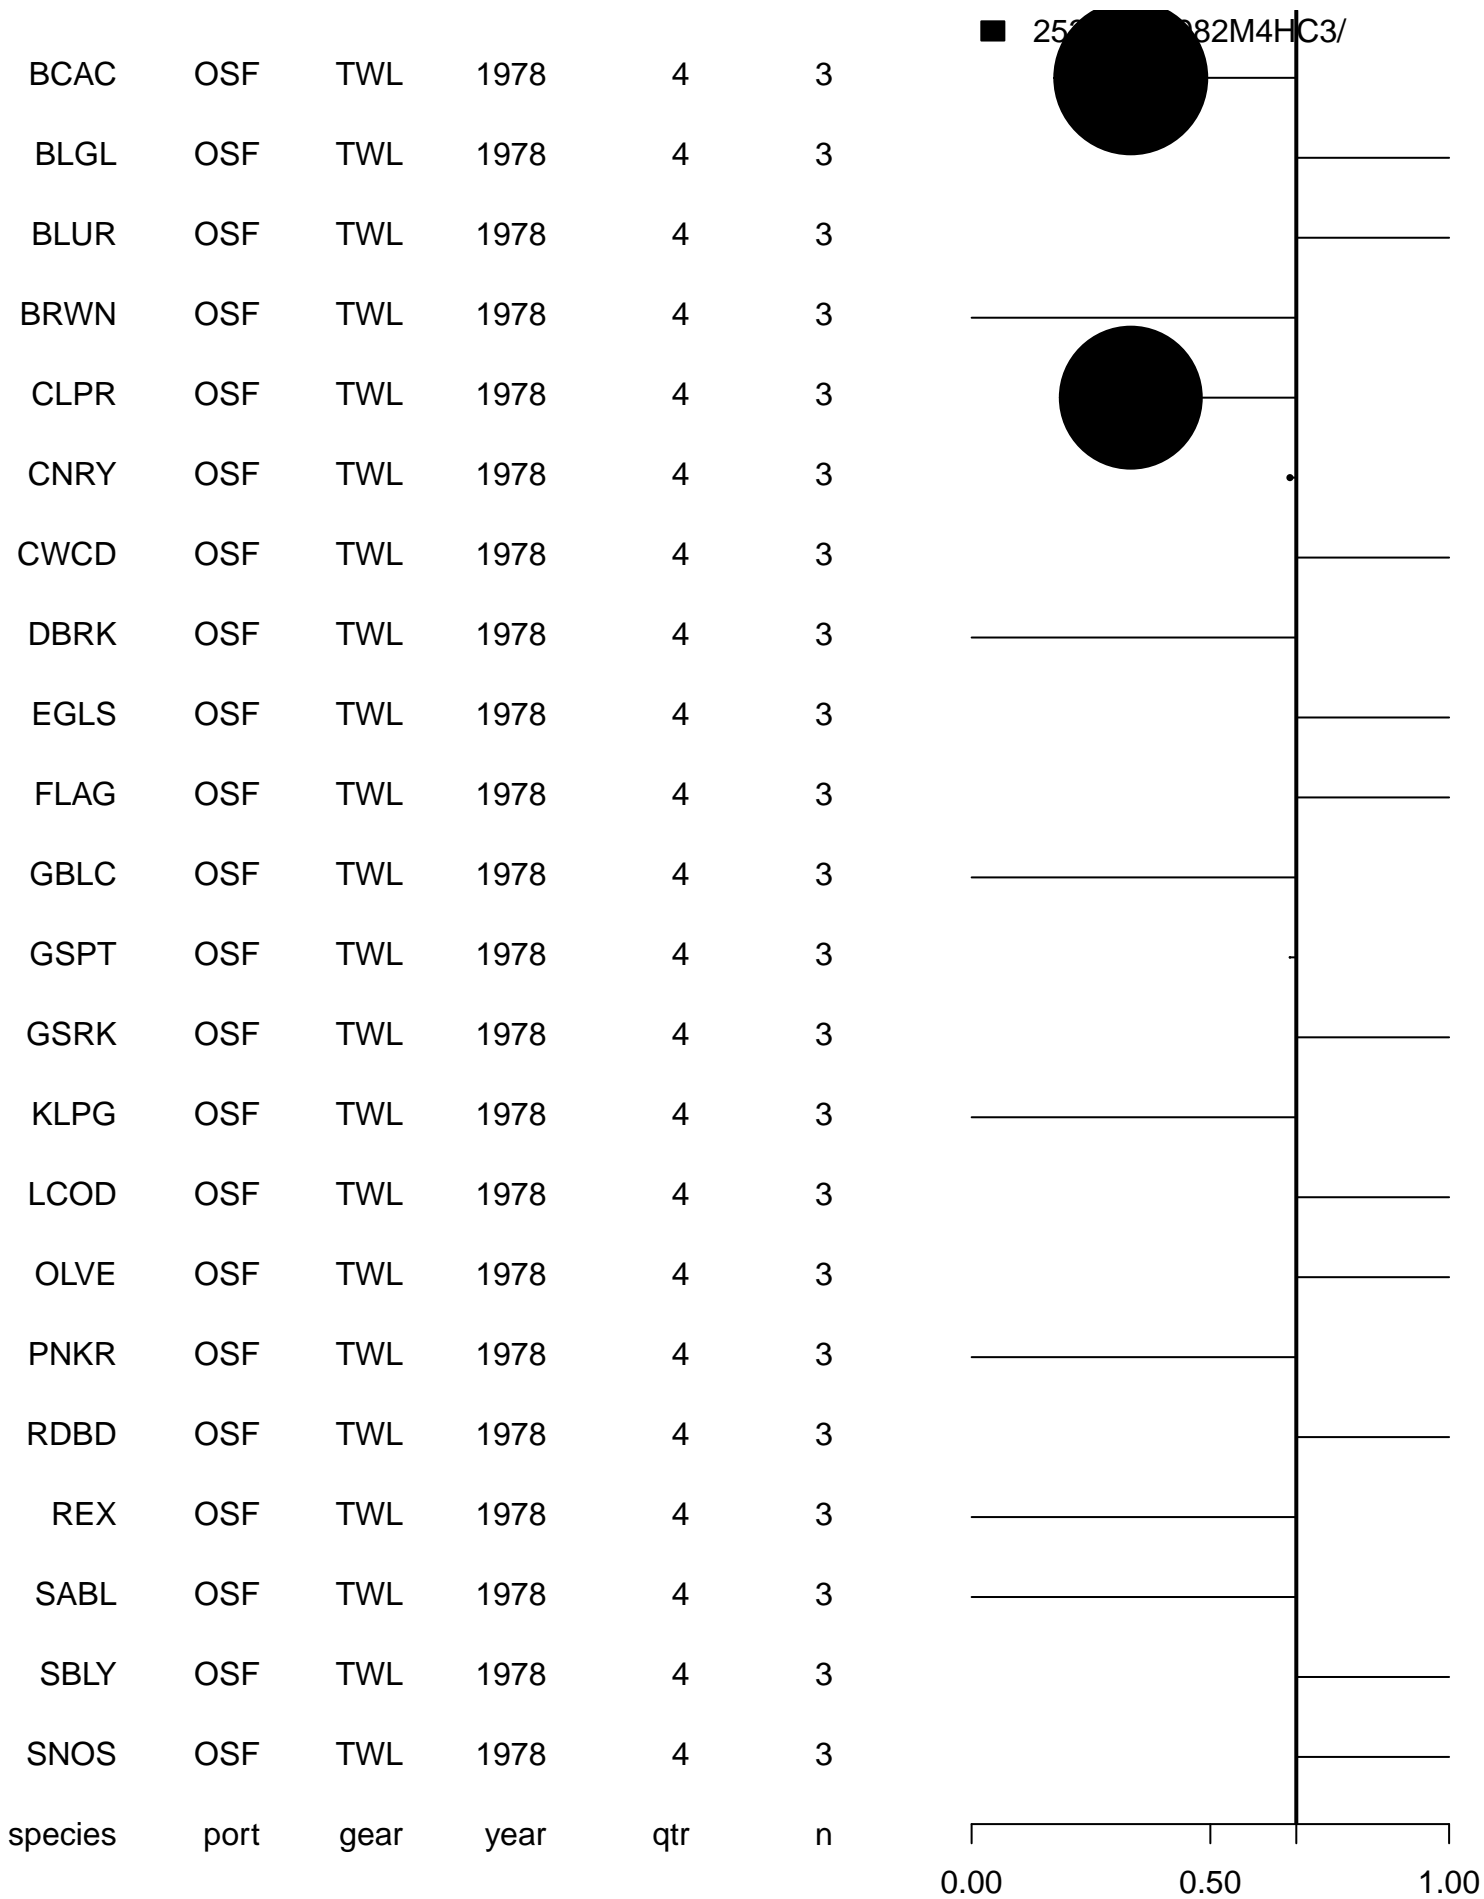 82M4HC3/
BCAC OSF TWL 1978 4 3
BLGL OSF TWL 1978 4 3
BLUR OSF TWL 1978 4 3
BRWN OSF TWL 1978 4 3
CLPR OSF TWL 1978 4 3
CNRY OSF TWL 1978 4 3
CWCD OSF TWL 1978 4 3
DBRK OSF TWL 1978 4 3
EGLS OSF TWL 1978 4 3
FLAG OSF TWL 1978 4 3
GBLC OSF TWL 1978 4 3
GSPT OSF TWL 1978 4 3
GSRK OSF TWL 1978 4 3
KLPG OSF TWL 1978 4 3
LCOD OSF TWL 1978 4 3
OLVE OSF TWL 1978 4 3
PNKR OSF TWL 1978 4 3
RDBD OSF TWL 1978 4 3
REX OSF TWL 1978 4 3
SABL OSF TWL 1978 4 3
SBLY OSF TWL 1978 4 3
SNOS OSF TWL 1978 4 3
species port gear year qtr n
0.00 0.50 1.00